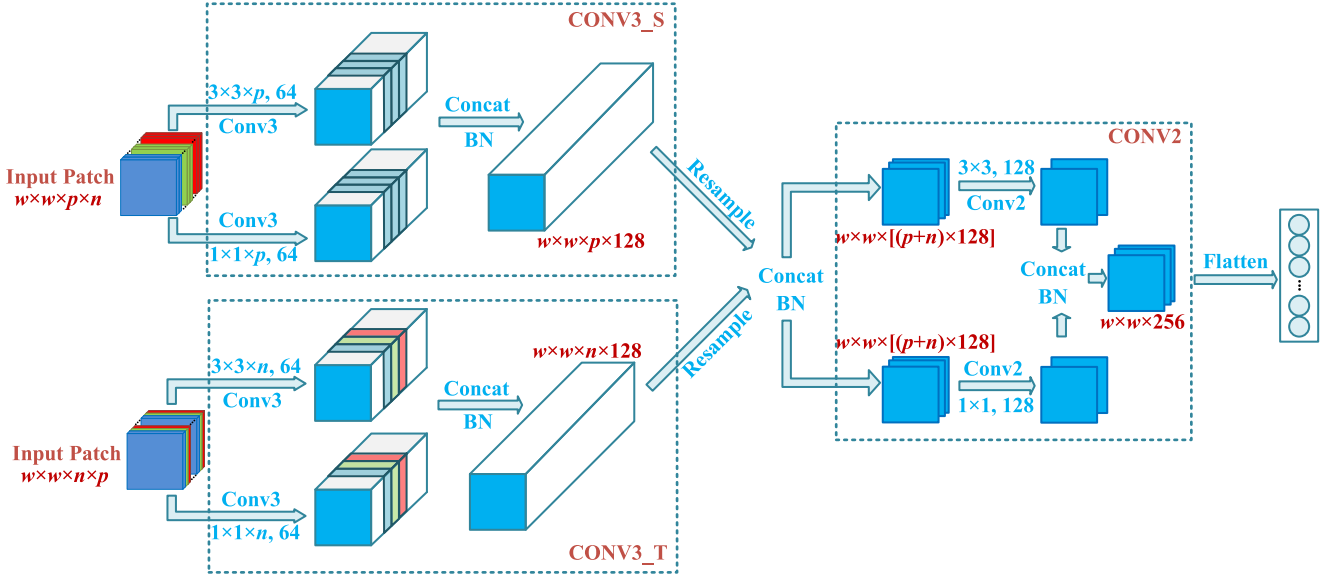 CONV3_S
3×3×p, 64
Conv3
Concat
BN
Input Patch
w×w×p×n
Conv3
1×1×p, 64
w×w×p×128
Resample
CONV2
3×3, 128
Conv2
w×w×[(p+n)×128]
Concat
BN
Concat
BN
Flatten
w×w×256
w×w×[(p+n)×128]
Conv2
1×1, 128
Resample
w×w×n×128
3×3×n, 64
Conv3
Concat
BN
Input Patch
w×w×n×p
Conv3
1×1×n, 64
CONV3_T